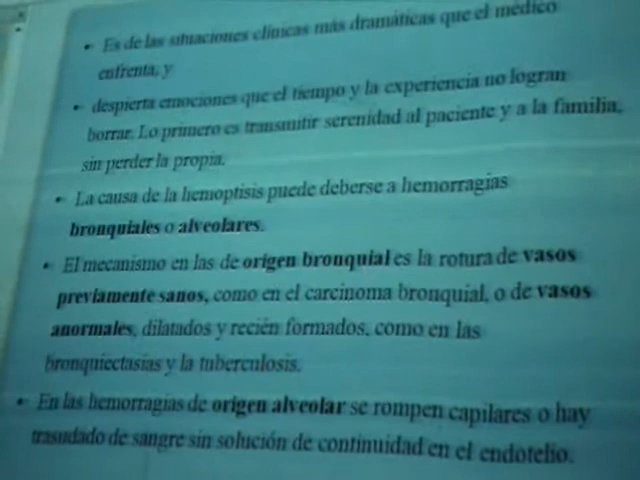 • Es de las situaciones clínicas más dramáticas que el médico
enfrenta, y
• despierta emociones que el tiempo y la experiencia no logran
borrar. Lo primero es transmitir serenidad al paciente y a la familia,
sin perder la propia.
• La causa de la hemoptisis puede deberse a hemorragias
bronquiales o alveolares.
• El mecanismo en las de origen bronquial es la rotura de vasos
previamente sanos, como en el carcinoma bronquial, o de vasos
anormales, dilatados y recién formados, como en las
bronquiectasias y la tuberculosis.
• En las hemorragias de origen alveolar se rompen capilares o hay
trasudado de sangre sin solución de continuidad en el endotelio.